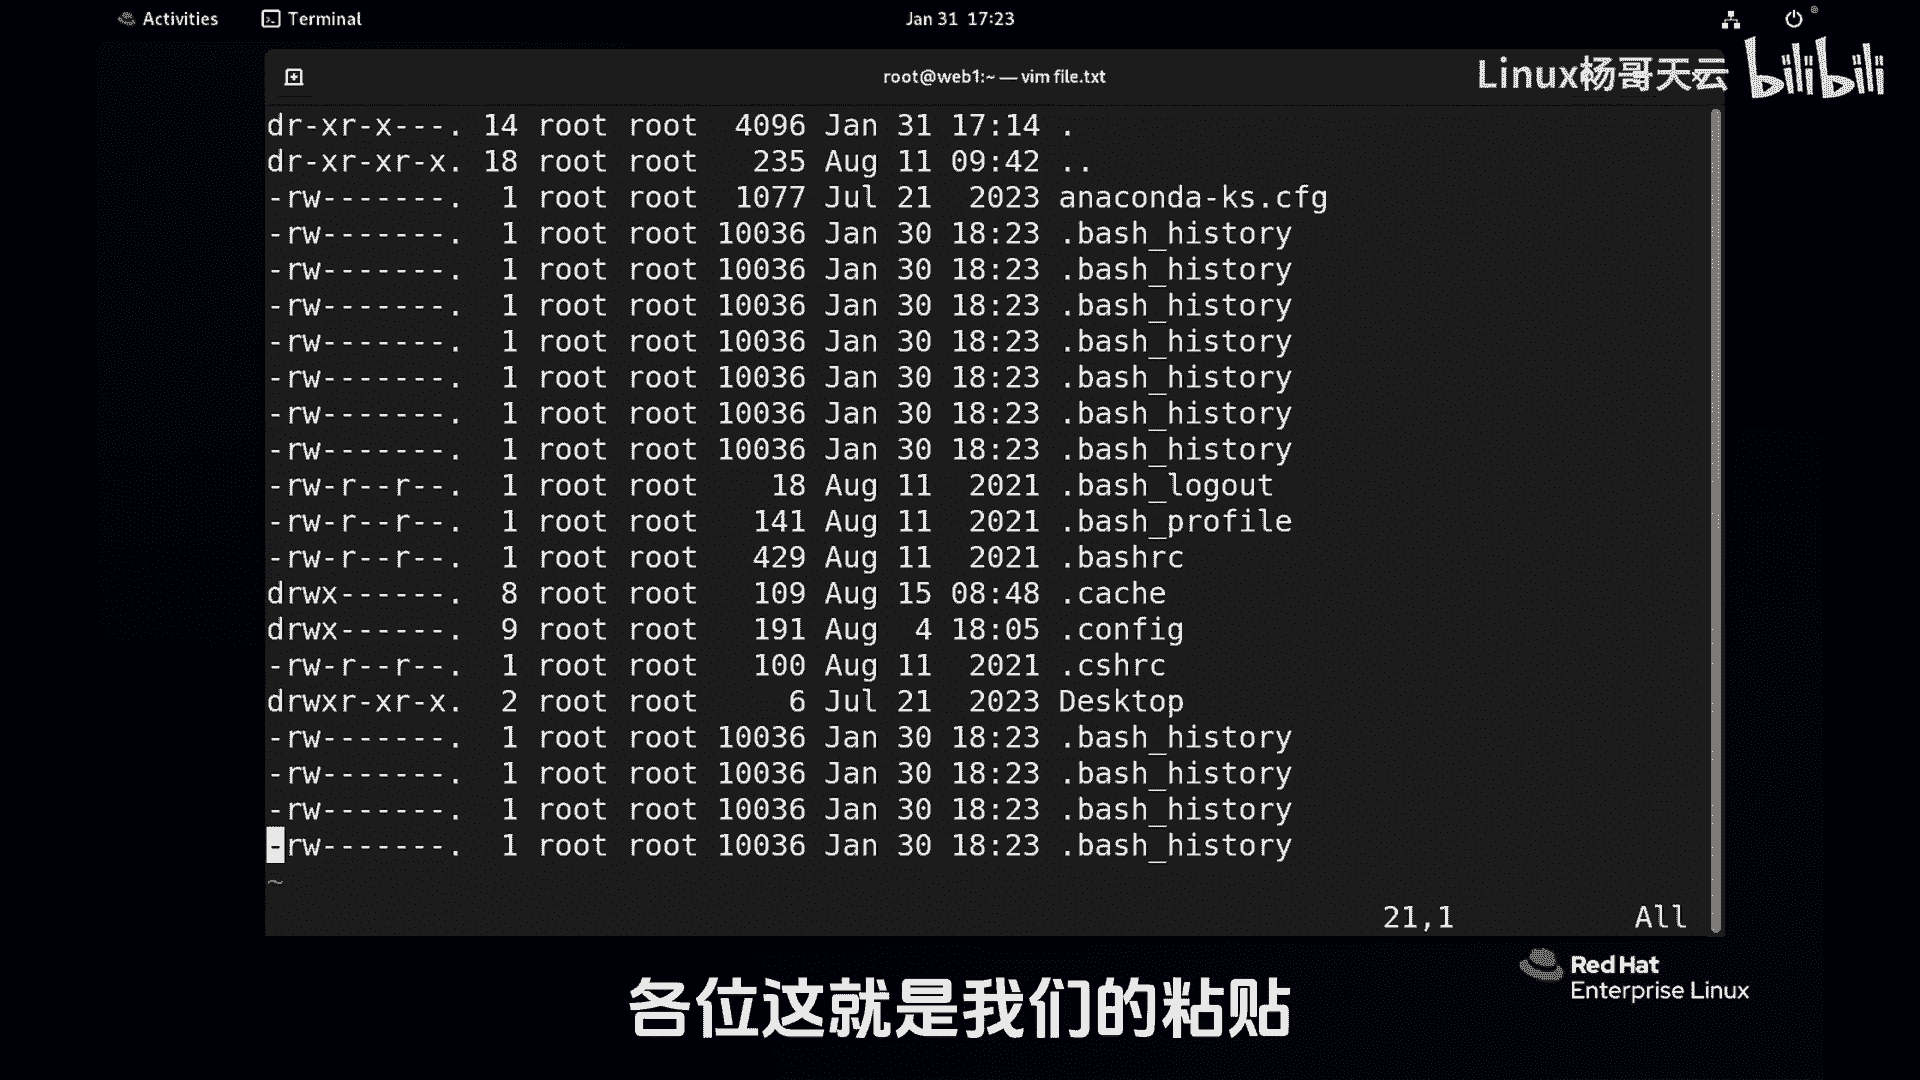 Activities Terminal Jan 31 17:23
root@web1:~ — vim file.txt
Linux杨哥天云 bilibili
dr-xr-x---. 14 root root  4096 Jan 31 17:14 .
dr-xr-xr-x. 18 root root   235 Aug 11 09:42 ..
-rw-------.  1 root root  1077 Jul 21  2023 anaconda-ks.cfg
-rw-------.  1 root root 10036 Jan 30 18:23 .bash_history
-rw-------.  1 root root 10036 Jan 30 18:23 .bash_history
-rw-------.  1 root root 10036 Jan 30 18:23 .bash_history
-rw-------.  1 root root 10036 Jan 30 18:23 .bash_history
-rw-------.  1 root root 10036 Jan 30 18:23 .bash_history
-rw-------.  1 root root 10036 Jan 30 18:23 .bash_history
-rw-------.  1 root root 10036 Jan 30 18:23 .bash_history
-rw-r--r--.  1 root root    18 Aug 11  2021 .bash_logout
-rw-r--r--.  1 root root   141 Aug 11  2021 .bash_profile
-rw-r--r--.  1 root root   429 Aug 11  2021 .bashrc
drwx------.  8 root root   109 Aug 15 08:48 .cache
drwx------.  9 root root   191 Aug  4 18:05 .config
-rw-r--r--.  1 root root   100 Aug 11  2021 .cshrc
drwxr-xr-x.  2 root root     6 Jul 21  2023 Desktop
-rw-------.  1 root root 10036 Jan 30 18:23 .bash_history
-rw-------.  1 root root 10036 Jan 30 18:23 .bash_history
-rw-------.  1 root root 10036 Jan 30 18:23 .bash_history
-rw-------.  1 root root 10036 Jan 30 18:23 .bash_history
~
21,1 All
Red Hat
Enterprise Linux
各位这就是我们的粘贴